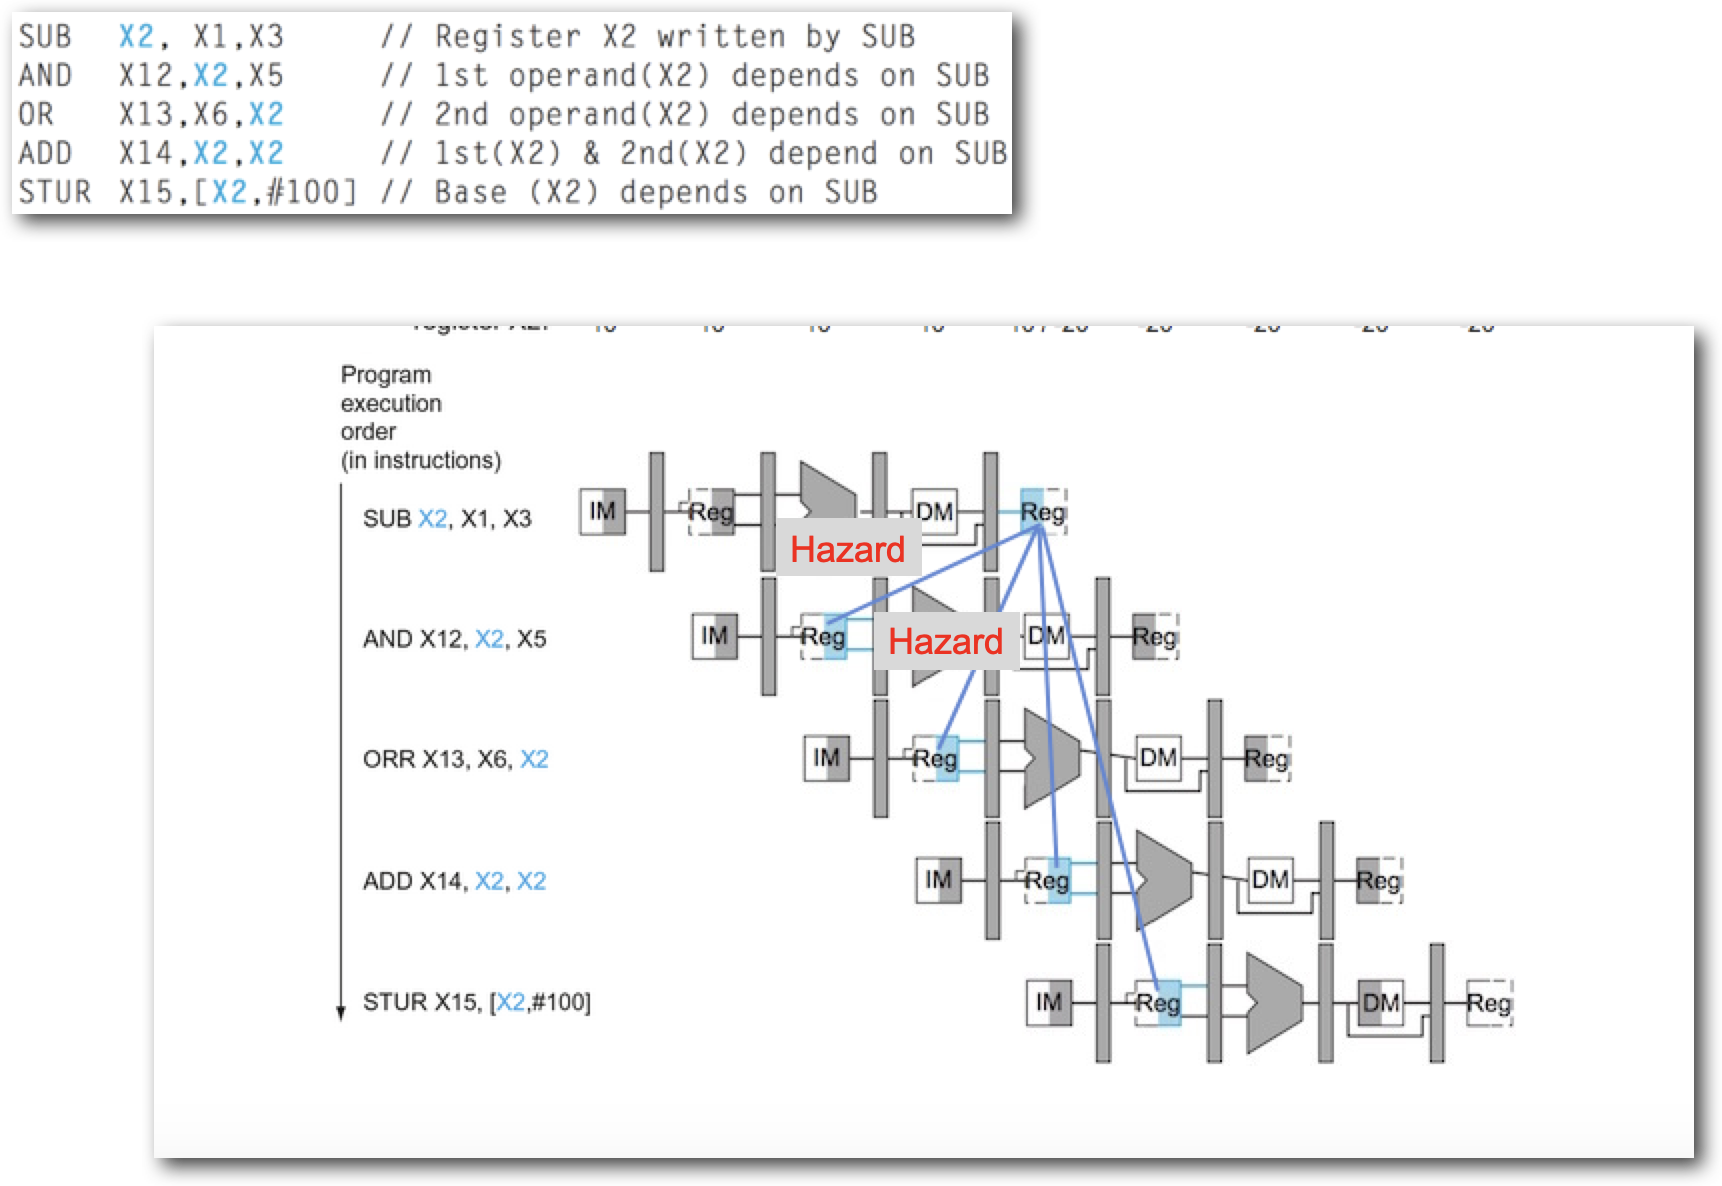 SUB X2, X1,X3 // Register X2 written by SUB
AND X12,X2,X5 // 1st operand(X2) depends on SUB
OR X13,X6,X2 // 2nd operand(X2) depends on SUB
ADD X14,X2,X2 // 1st(X2) & 2nd(X2) depend on SUB
STUR X15,[X2,#100] // Base (X2) depends on SUB
Program
execution
order
(in instructions)
SUB X2, X1, X3
IM Reg DM Reg
Hazard
AND X12, X2, X5
IM Reg Hazard DM Reg
ORR X13, X6, X2
IM Reg DM Reg
ADD X14, X2, X2
IM Reg DM Reg
STUR X15, [X2,#100]
IM Reg DM Reg